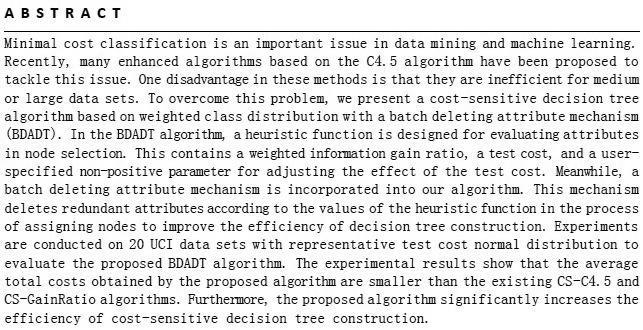 ABSTRACT
Minimal cost classification is an important issue in data mining and machine learning.
Recently, many enhanced algorithms based on the C4.5 algorithm have been proposed to
tackle this issue. One disadvantage in these methods is that they are inefficient for medium
or large data sets. To overcome this problem, we present a cost-sensitive decision tree
algorithm based on weighted class distribution with a batch deleting attribute mechanism
(BDADT). In the BDADT algorithm, a heuristic function is designed for evaluating attributes
in node selection. This contains a weighted information gain ratio, a test cost, and a user-
specified non-positive parameter for adjusting the effect of the test cost. Meanwhile, a
batch deleting attribute mechanism is incorporated into our algorithm. This mechanism
deletes redundant attributes according to the values of the heuristic function in the process
of assigning nodes to improve the efficiency of decision tree construction. Experiments
are conducted on 20 UCI data sets with representative test cost normal distribution to
evaluate the proposed BDADT algorithm. The experimental results show that the average
total costs obtained by the proposed algorithm are smaller than the existing CS-C4.5 and
CS-GainRatio algorithms. Furthermore, the proposed algorithm significantly increases the
efficiency of cost-sensitive decision tree construction.